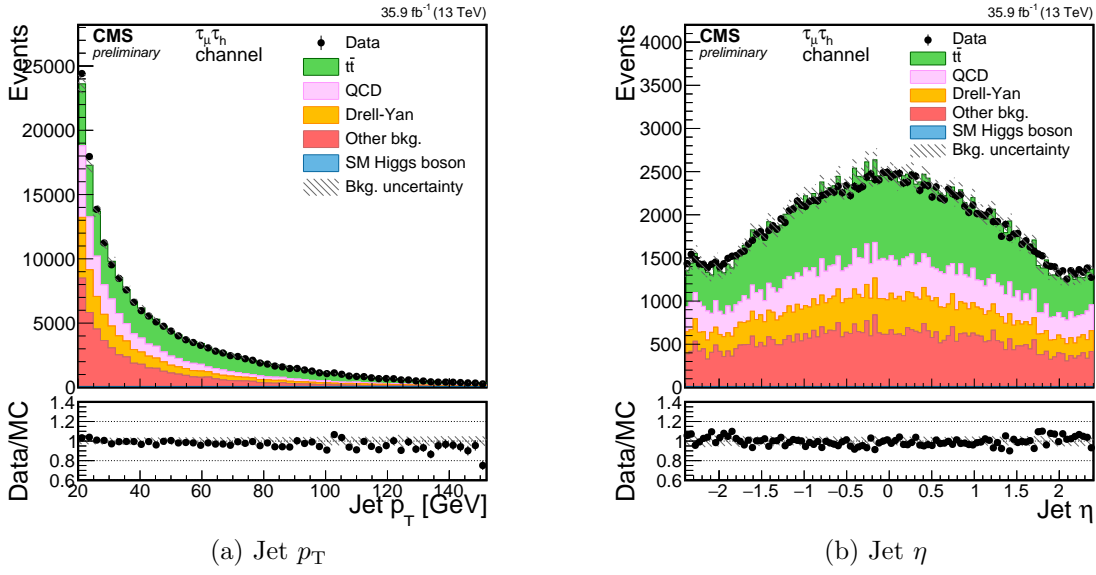 35.9 fb⁻¹ (13 TeV)
CMS
preliminary
τ_μτ_h
channel
Data
tt̄
QCD
Drell-Yan
Other bkg.
SM Higgs boson
Bkg. uncertainty
Events
25000
20000
15000
10000
5000
0
Data/MC
1.4
1.2
1
0.8
0.6
20 40 60 80 100 120 140
Jet p_T [GeV]
(a) Jet p_T
35.9 fb⁻¹ (13 TeV)
CMS
preliminary
τ_μτ_h
channel
Data
tt̄
QCD
Drell-Yan
Other bkg.
SM Higgs boson
Bkg. uncertainty
Events
4000
3500
3000
2500
2000
1500
1000
500
0
Data/MC
1.4
1.2
1
0.8
0.6
−2 −1.5 −1 −0.5 0 0.5 1 1.5 2
Jet η
(b) Jet η